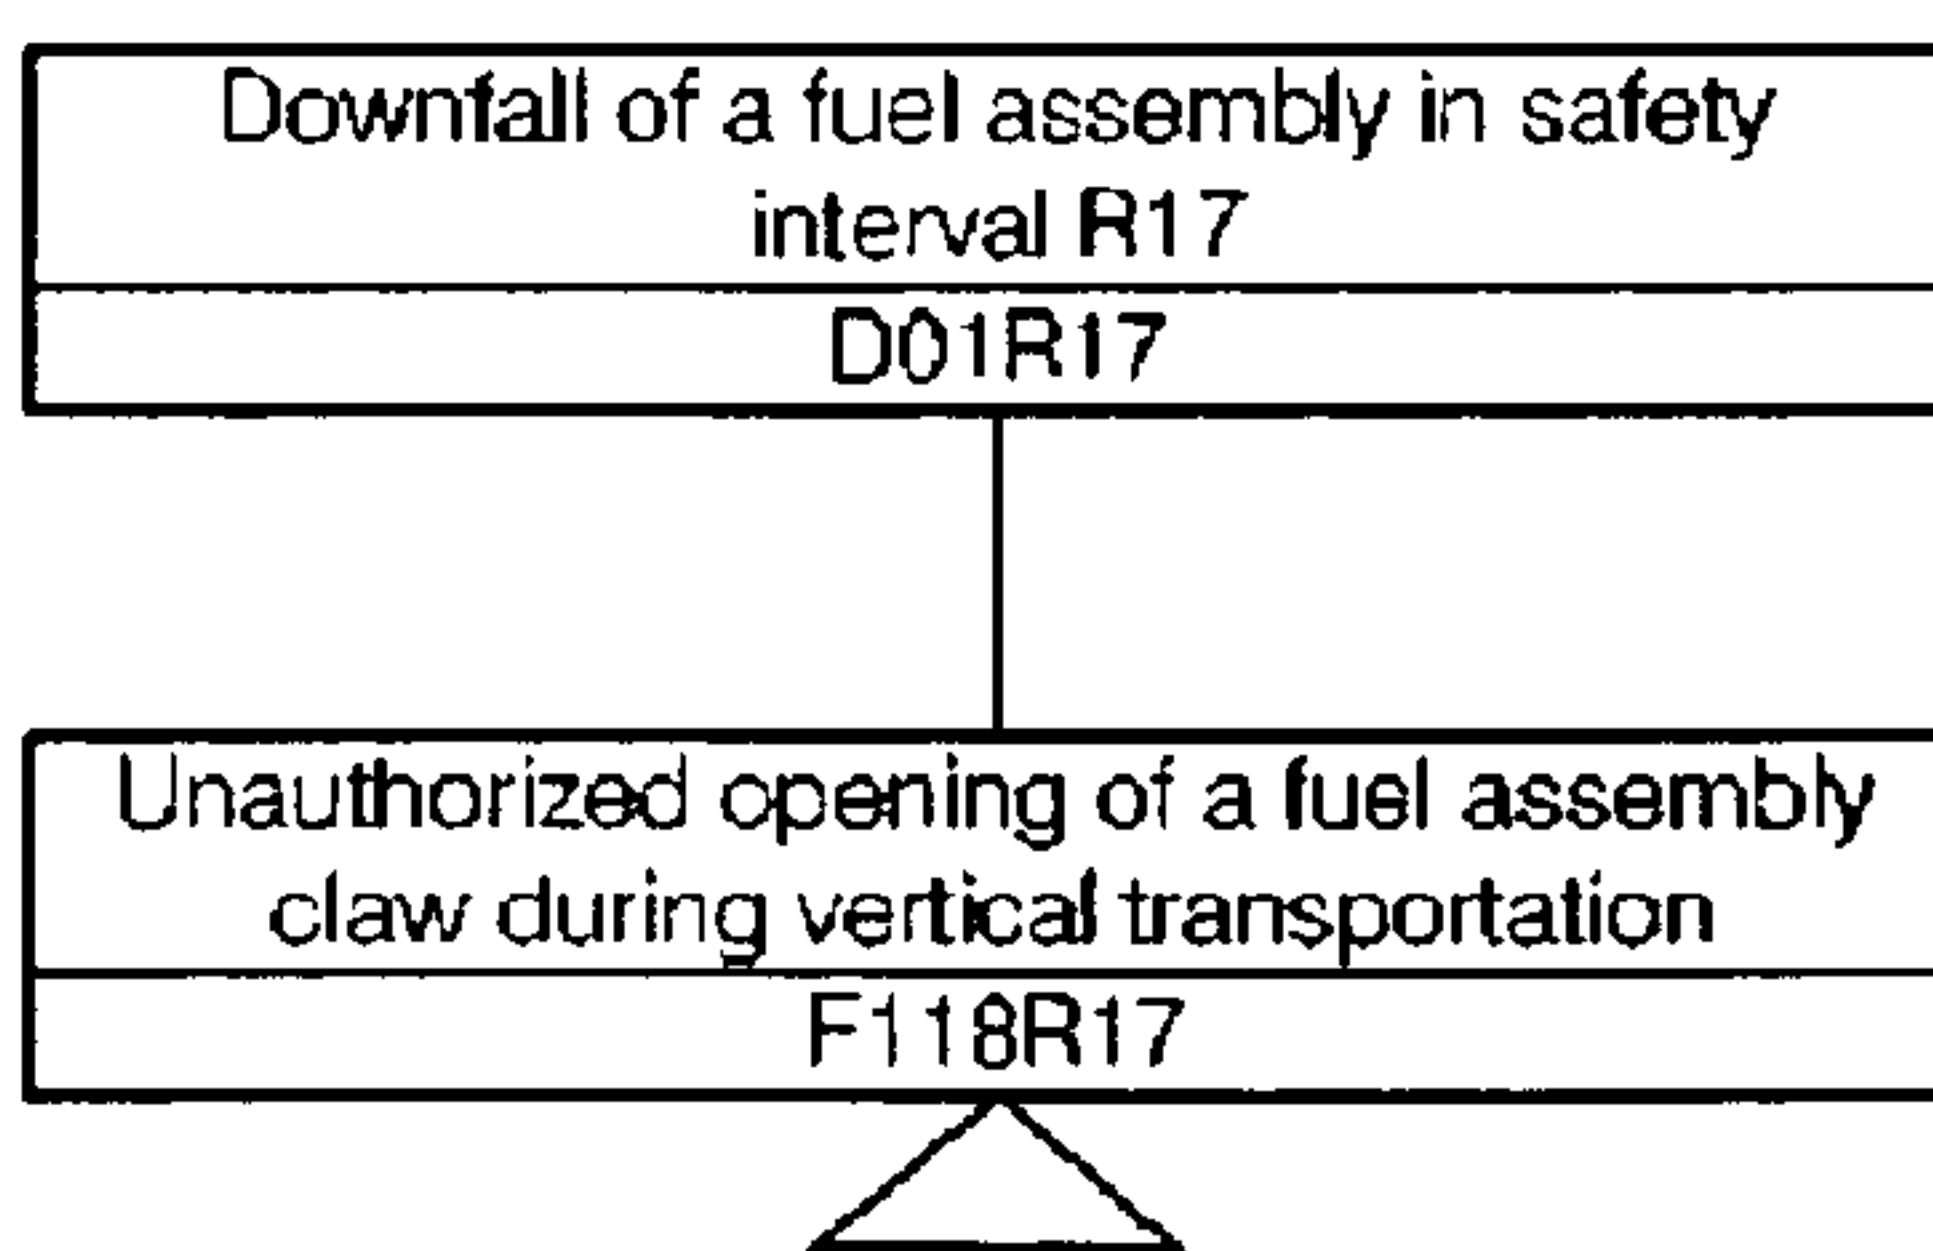 Downfall of a fuel assembly in safety
interval R17
D01R17
Unauthorized opening of a fuel assembly
claw during vertical transportation
F118R17